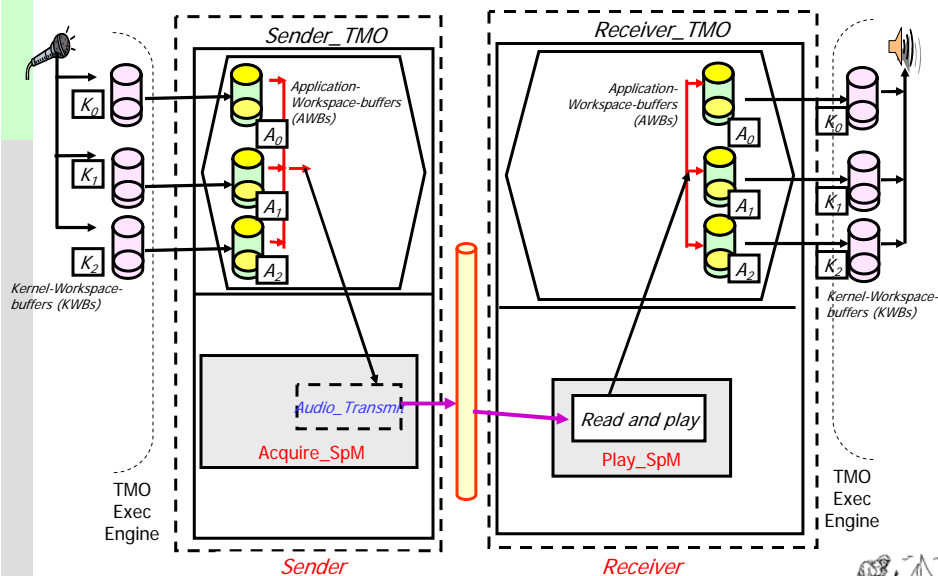 Sender_TMO
Receiver_TMO
Application-
Workspace-buffers
(AWBs)
Application-
Workspace-buffers
(AWBs)
K0
A0
A0
K0
K1
A1
A1
K1
K2
A2
A2
K2
Kernel-Workspace-
buffers (KWBs)
Kernel-Workspace-
buffers (KWBs)
Audio_Transmit
Acquire_SpM
Read and play
Play_SpM
TMO
Exec
Engine
TMO
Exec
Engine
Sender
Receiver